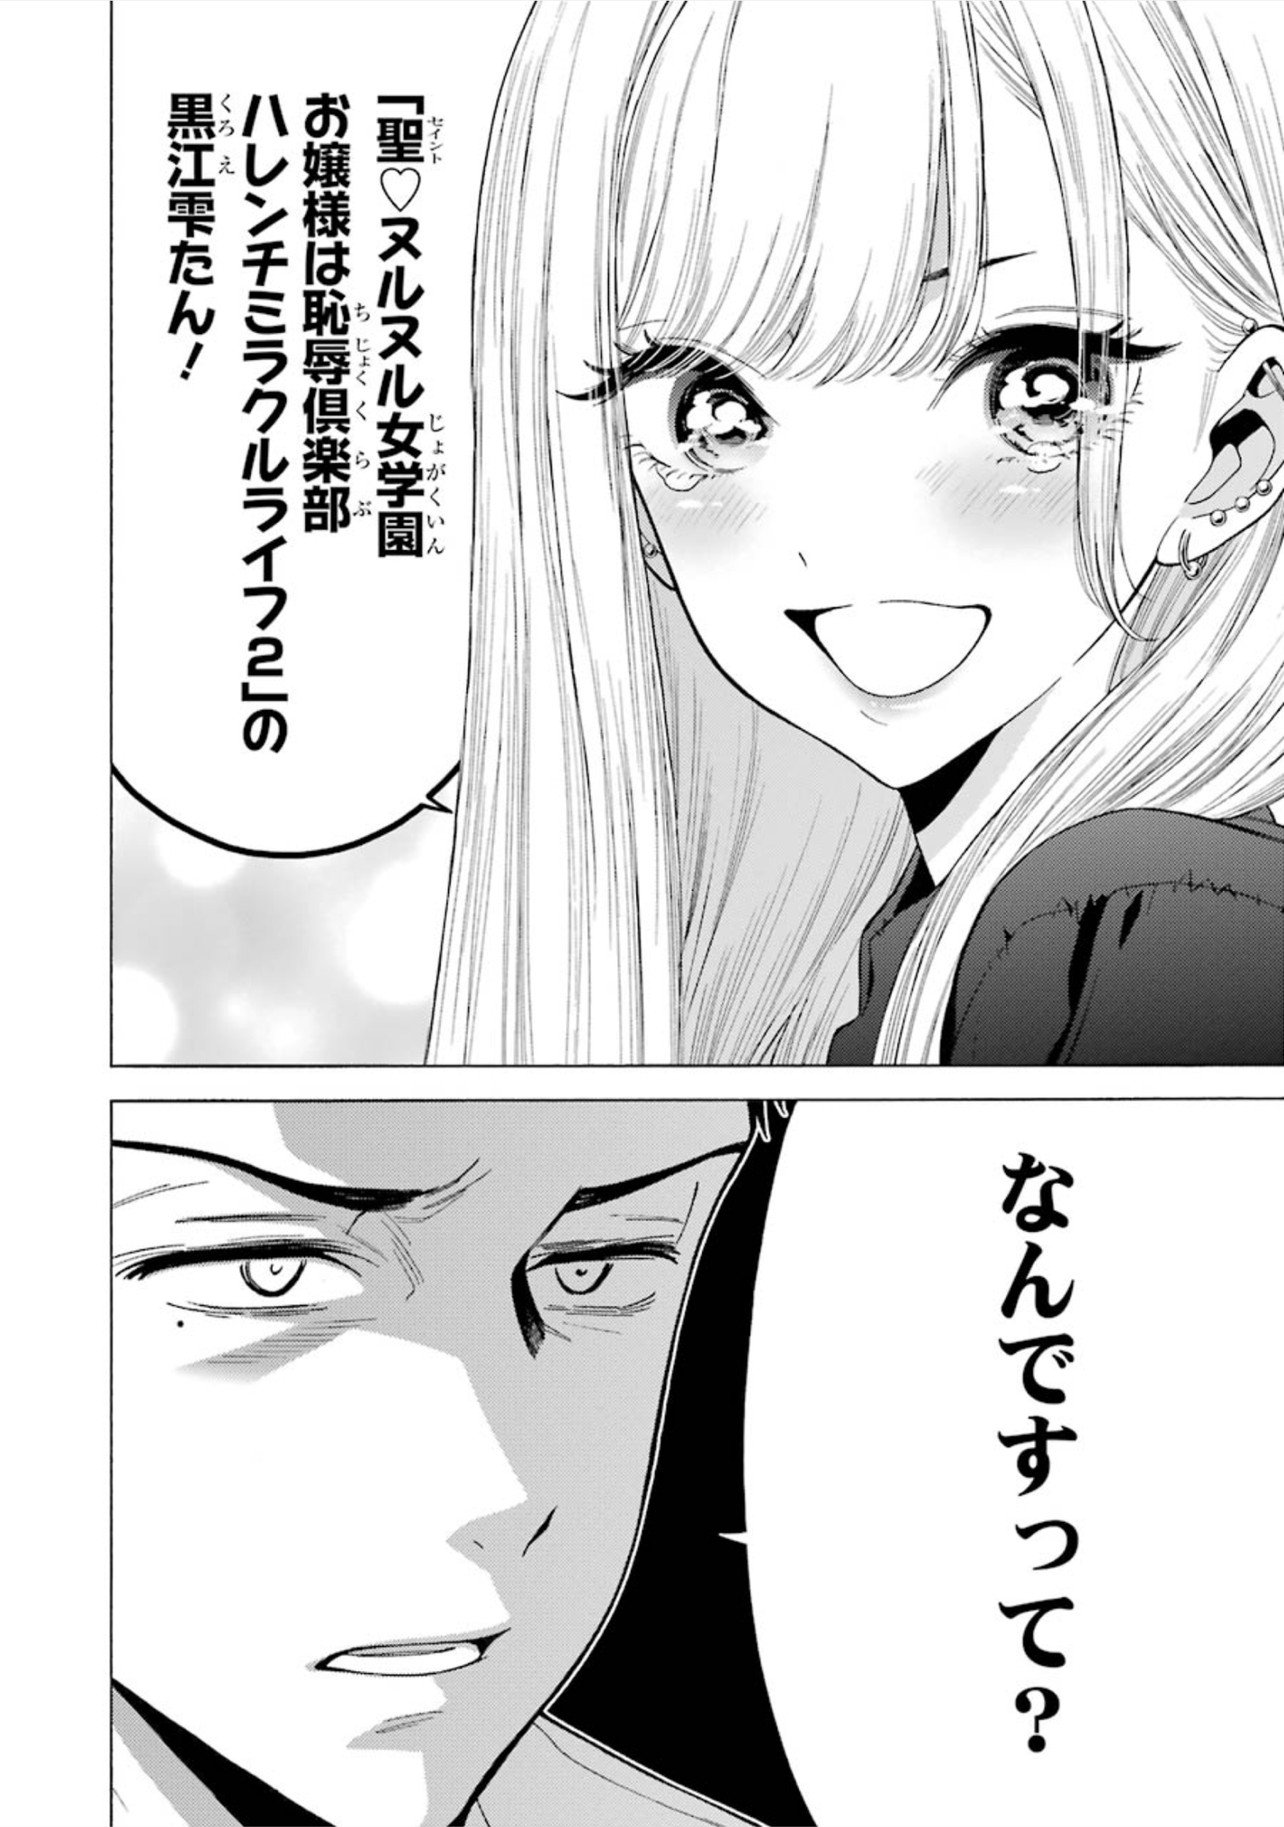 「聖♡ヌルヌル女学園
お嬢様は恥辱倶楽部
ハレンチミラクルライフ2」の
黒江雫たん！
なんですって？